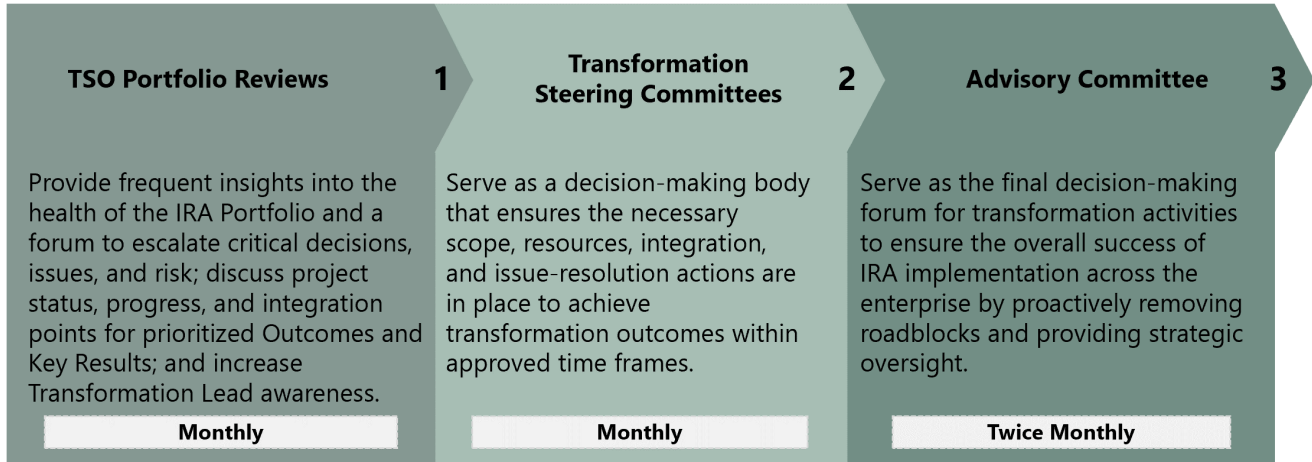 TSO Portfolio Reviews
1
Provide frequent insights into the
health of the IRA Portfolio and a
forum to escalate critical decisions,
issues, and risk; discuss project
status, progress, and integration
points for prioritized Outcomes and
Key Results; and increase
Transformation Lead awareness.
Monthly
Transformation
Steering Committees
2
Serve as a decision-making body
that ensures the necessary
scope, resources, integration,
and issue-resolution actions are
in place to achieve
transformation outcomes within
approved time frames.
Monthly
Advisory Committee
3
Serve as the final decision-making
forum for transformation activities
to ensure the overall success of
IRA implementation across the
enterprise by proactively removing
roadblocks and providing strategic
oversight.
Twice Monthly